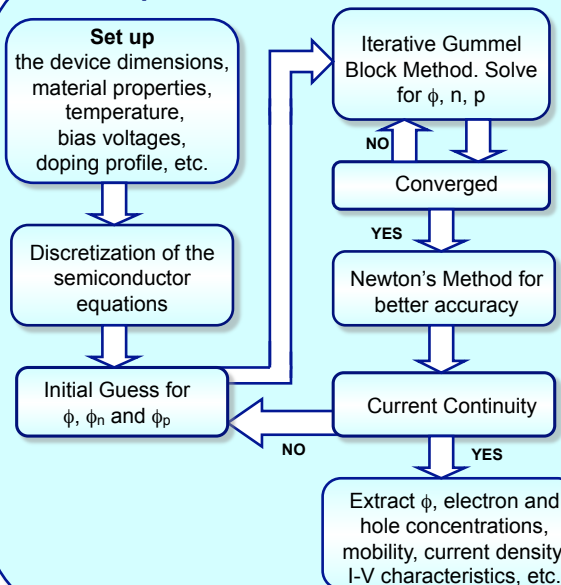 Set up
the device dimensions,
material properties,
temperature,
bias voltages,
doping profile, etc.
Discretization of the
semiconductor
equations
Initial Guess for
ϕ, ϕn and ϕp
Iterative Gummel
Block Method. Solve
for ϕ, n, p
NO
Converged
YES
Newton's Method for
better accuracy
Current Continuity
NO
YES
Extract ϕ, electron and
hole concentrations,
mobility, current density,
I-V characteristics, etc.